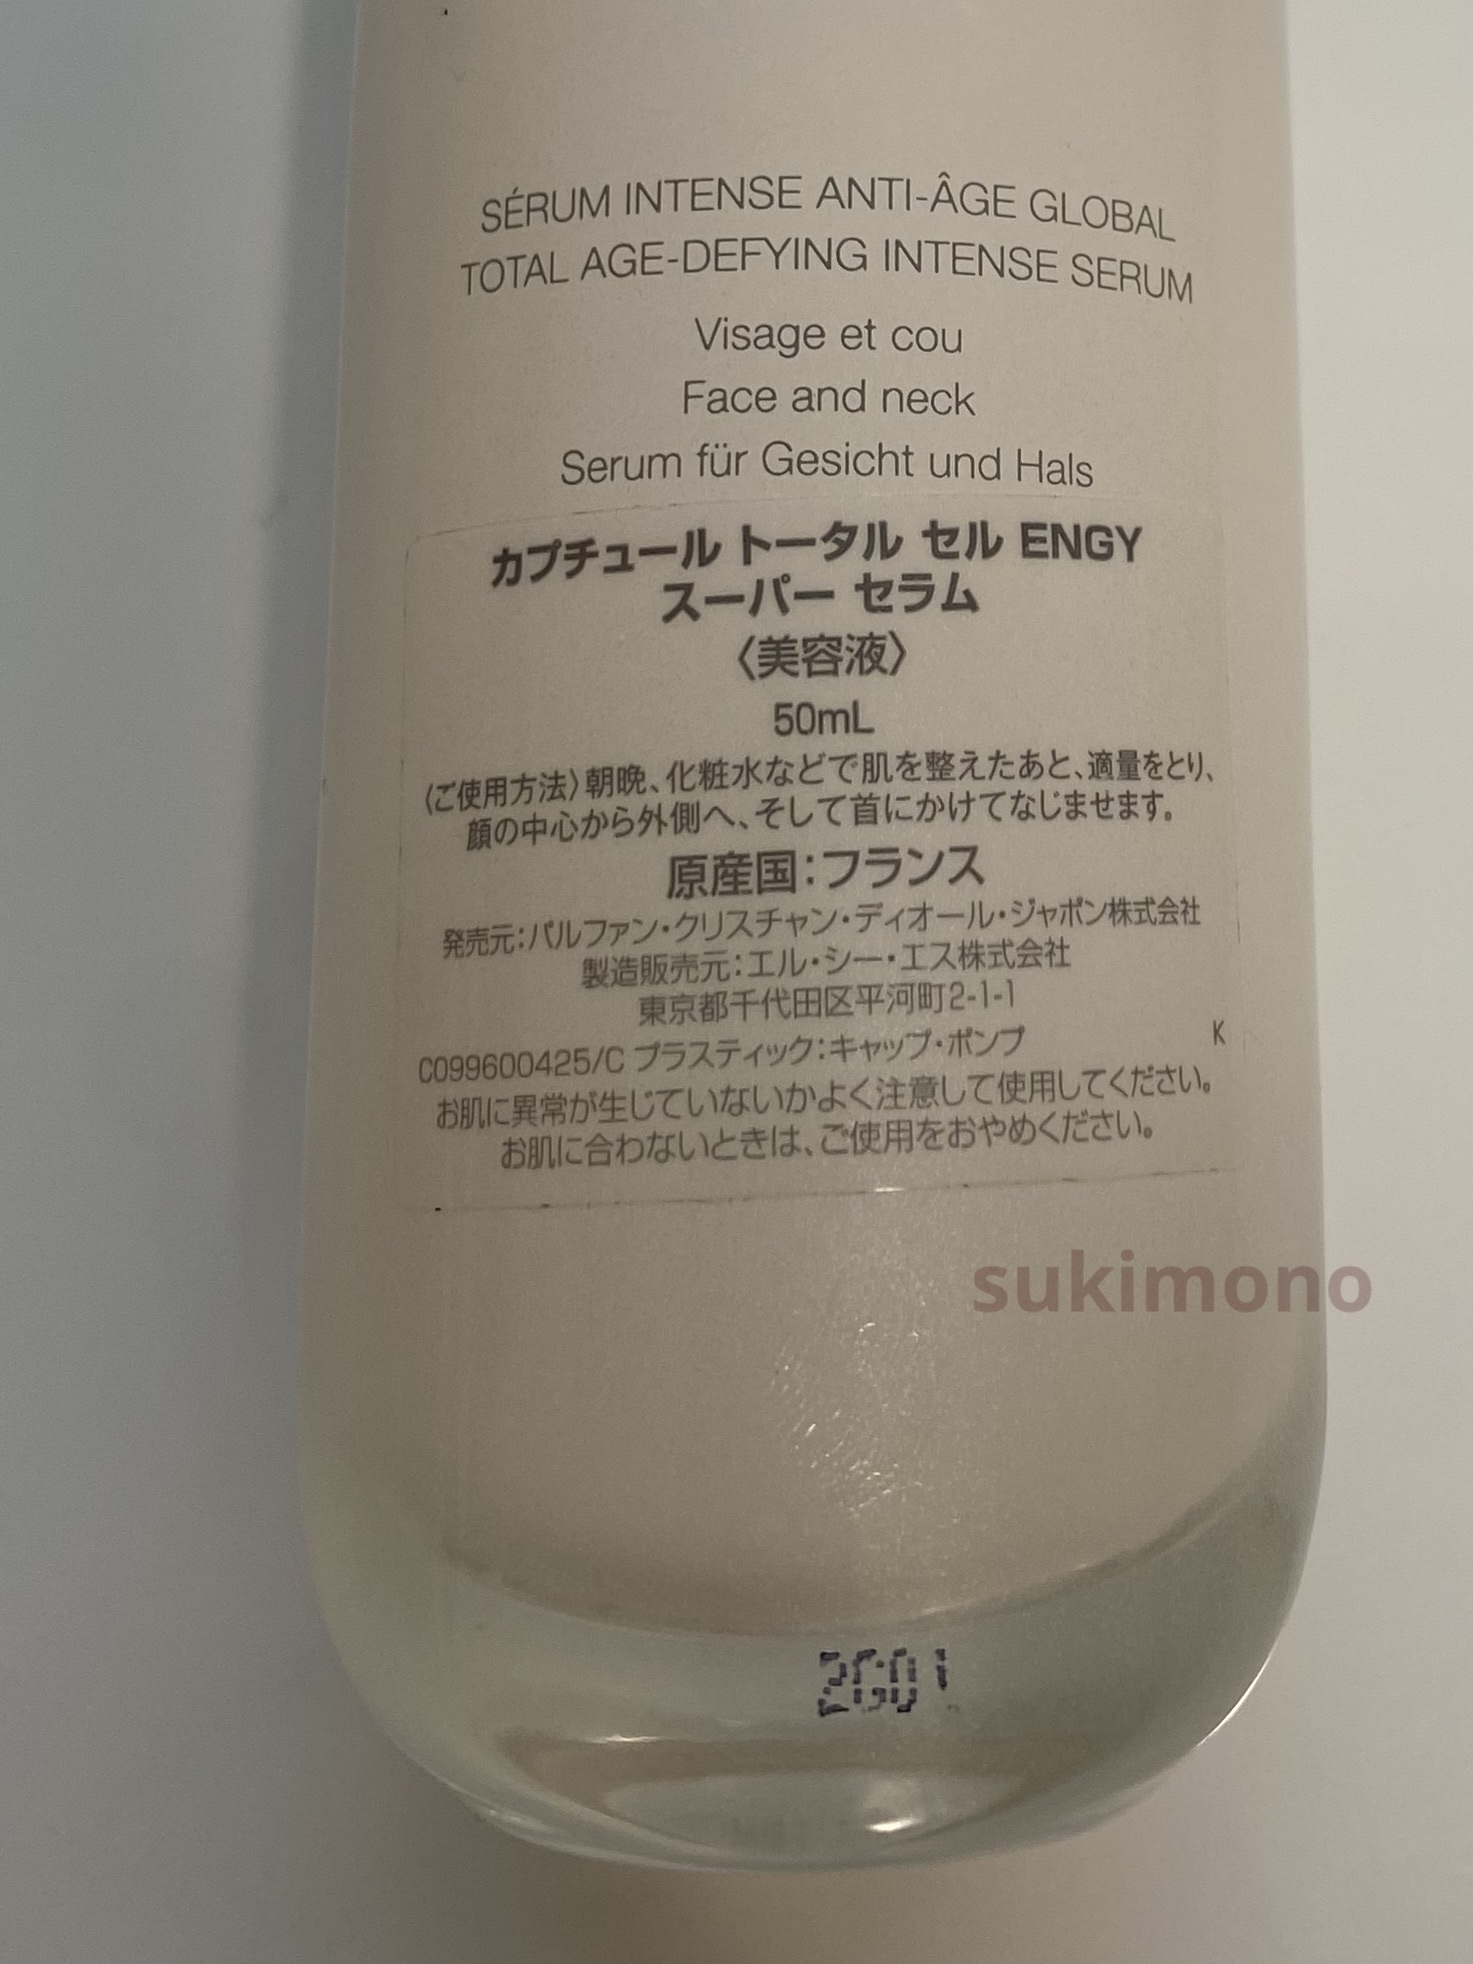 SÉRUM INTENSE ANTI-ÂGE GLOBAL
TOTAL AGE-DEFYING INTENSE SERUM
Visage et cou
Face and neck
Serum für Gesicht und Hals
カプチュール トータル セル ENGY
スーパー セラム
〈美容液〉
50mL
〈ご使用方法〉朝晩、化粧水などで肌を整えたあと、適量をとり、
顔の中心から外側へ、そして首にかけてなじませます。
原産国:フランス
発売元:パルファン・クリスチャン・ディオール・ジャポン株式会社
製造販売元:エル・シー・エス株式会社
東京都千代田区平河町2-1-1
C099600425/C プラスティック:キャップ・ポンプ K
お肌に異常が生じていないかよく注意して使用してください。
お肌に合わないときは、ご使用をおやめください。
sukimono